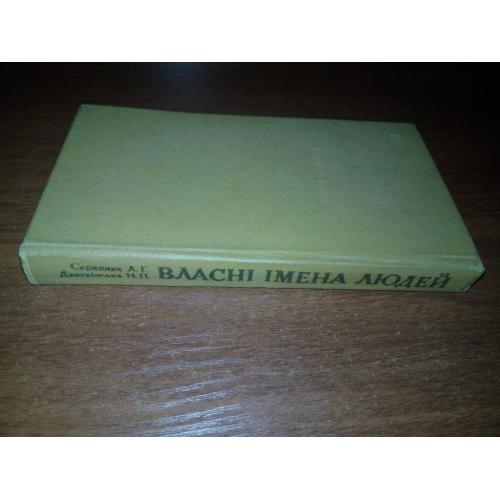 Скрипник Л. Г.
Дзятківська Н.П.
ВЛАСНІ ІМЕНА ЛЮДЕЙ